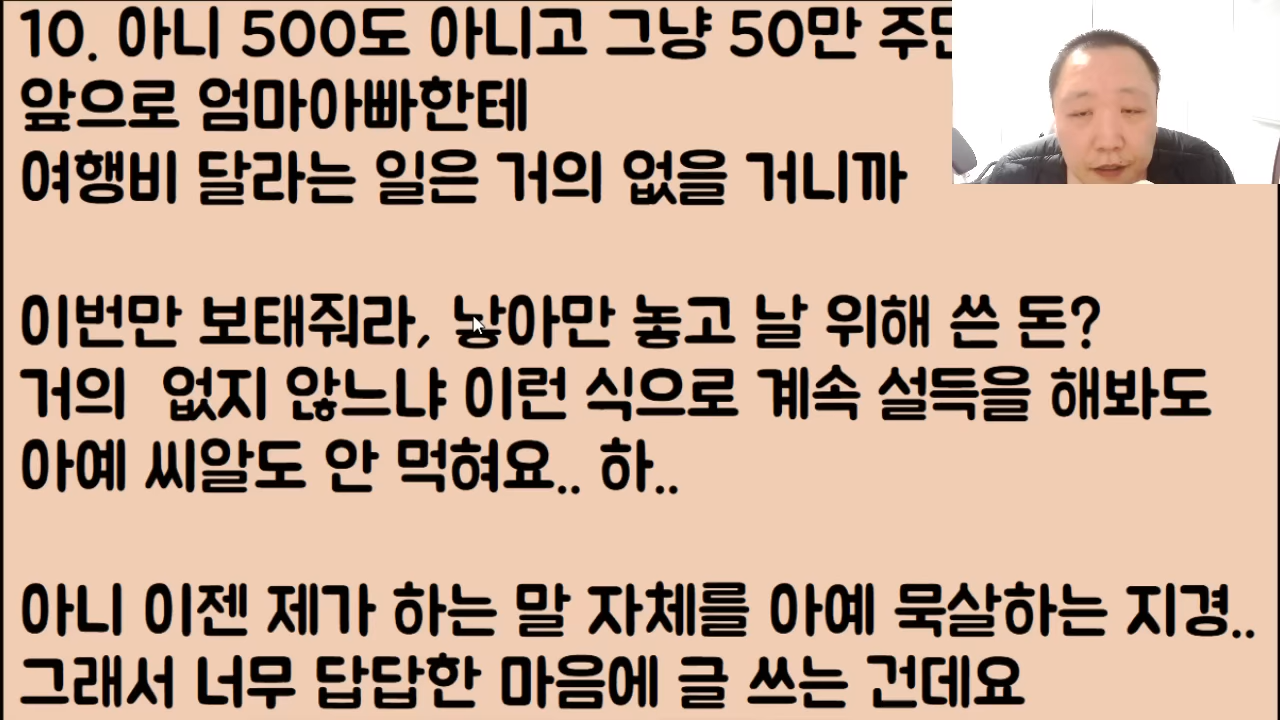 10. 아니 500도 아니고 그냥 50만
앞으로 엄마아빠한테
여행비 달라는 일은 거의 없을 거니까
이번만 보태줘라, 낳아만 놓고 날 위해 쓴 돈?
거의 없지 않느냐 이런 식으로 계속 설득을 해봐도
아예 씨알도 안 먹혀요.. 하..
아니 이젠 제가 하는 말 자체를 아예 묵살하는 지경..
그래서 너무 답답한 마음에 글 쓰는 건데요